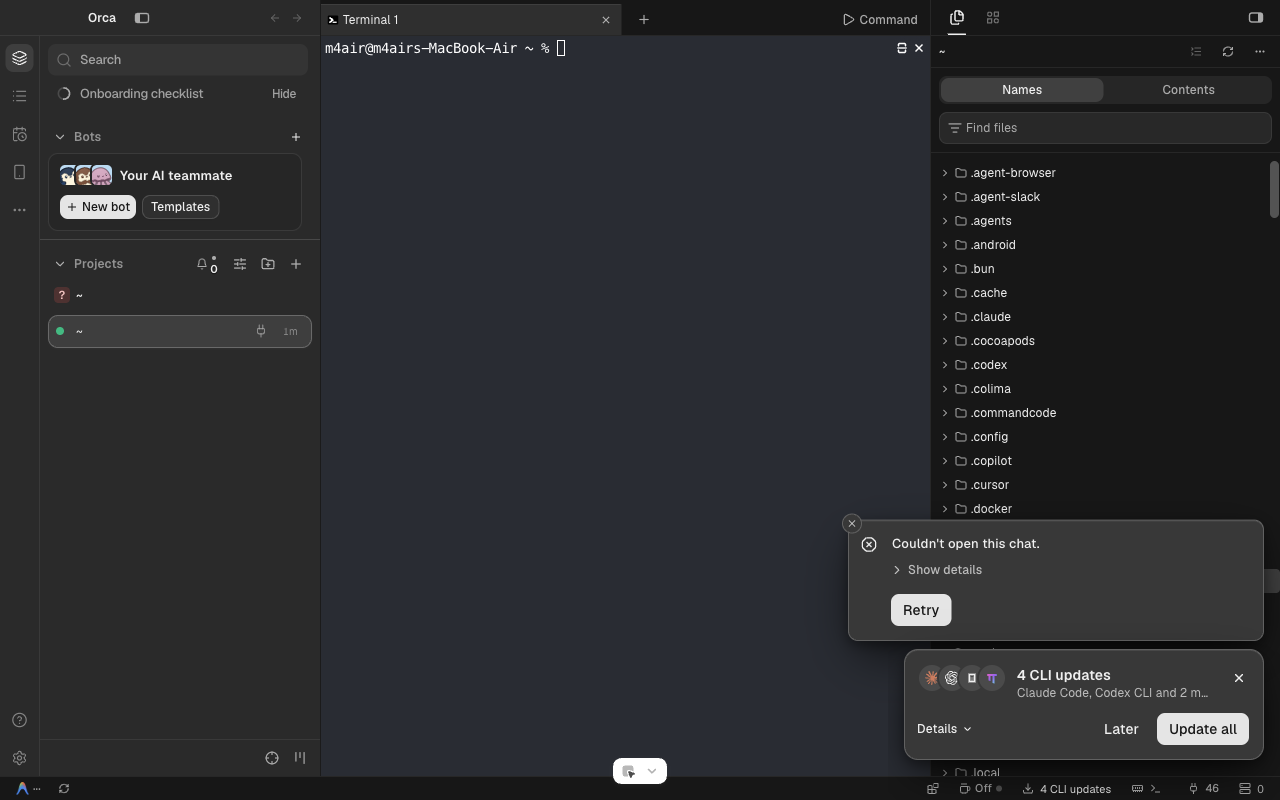 Orca
Terminal 1
Command
Search
Onboarding checklist
Hide
Bots
Your AI teammate
New bot
Templates
Projects
0
? ~
~
1m
m4air@m4airs-MacBook-Air ~ %
~
Names
Contents
Find files
.agent-browser
.agent-slack
.agents
.android
.bun
.cache
.claude
.cocoapods
.codex
.colima
.commandcode
.config
.copilot
.cursor
.docker
Couldn't open this chat.
Show details
Retry
4 CLI updates
Claude Code, Codex CLI and 2 m...
Details
Later
Update all
.local
Off
4 CLI updates
46
0